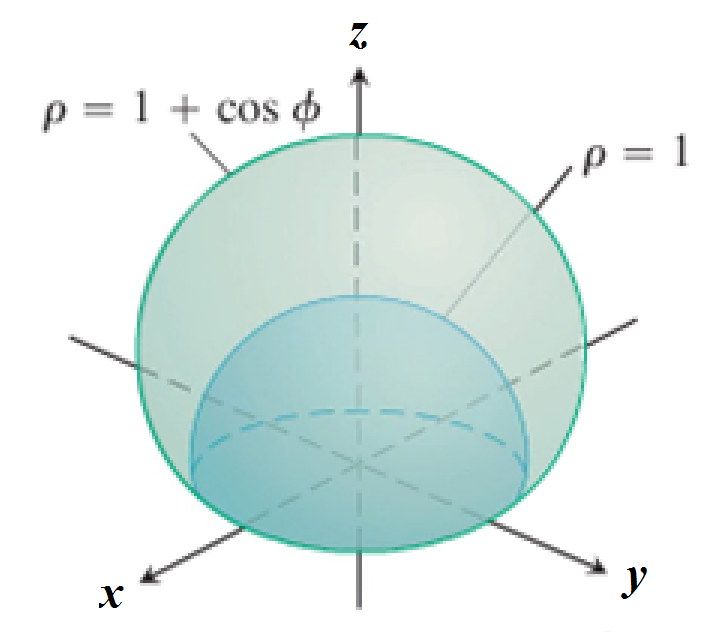 z
ρ = 1 + cos ϕ
ρ = 1
x
y